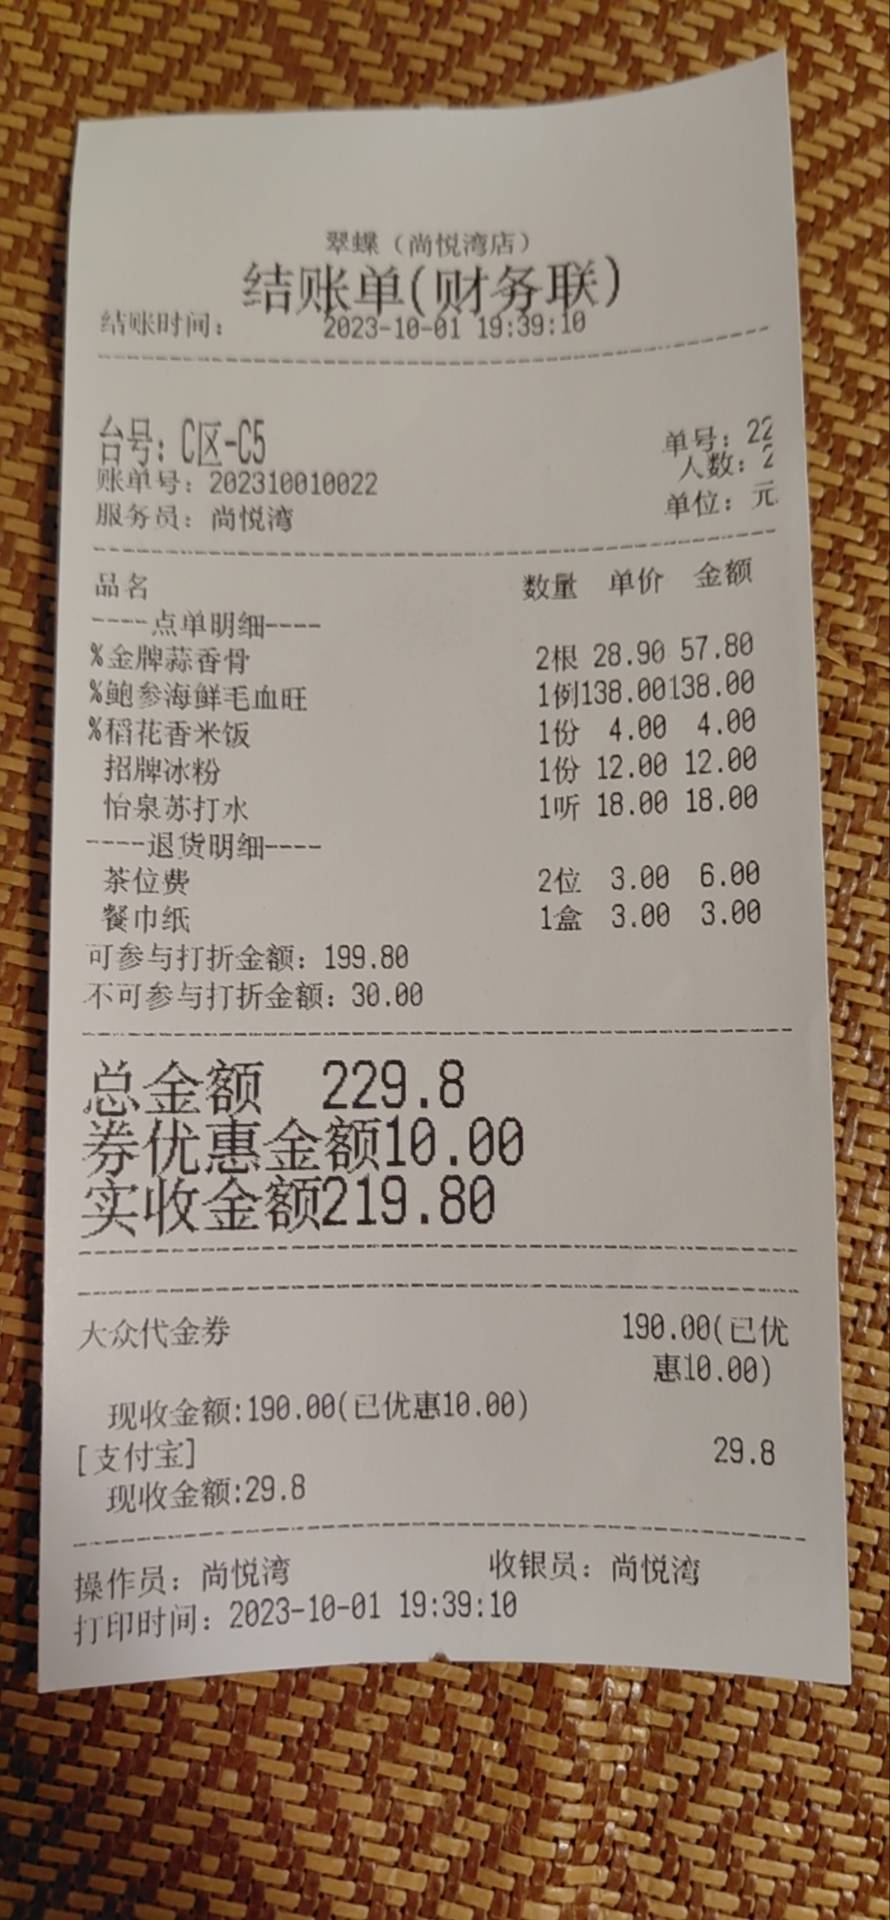 翠蝶（尚悦湾店）
结账单(财务联)
结账时间： 2023-10-01 19:39:10
台号：C区-C5 单号：22
账单号：202310010022 人数：2
服务员：尚悦湾 单位：元
品名 数量 单价 金额
----点单明细----
%金牌蒜香骨 2根 28.90 57.80
%鲍参海鲜毛血旺 1例138.00138.00
%稻花香米饭 1份 4.00 4.00
招牌冰粉 1份 12.00 12.00
怡泉苏打水 1听 18.00 18.00
----退货明细----
茶位费 2位 3.00 6.00
餐巾纸 1盒 3.00 3.00
可参与打折金额：199.80
不可参与打折金额：30.00
总金额 229.8
券优惠金额10.00
实收金额219.80
大众代金券 190.00(已优
惠10.00)
现收金额:190.00(已优惠10.00)
[支付宝] 29.8
现收金额:29.8
操作员：尚悦湾 收银员：尚悦湾
打印时间：2023-10-01 19:39:10